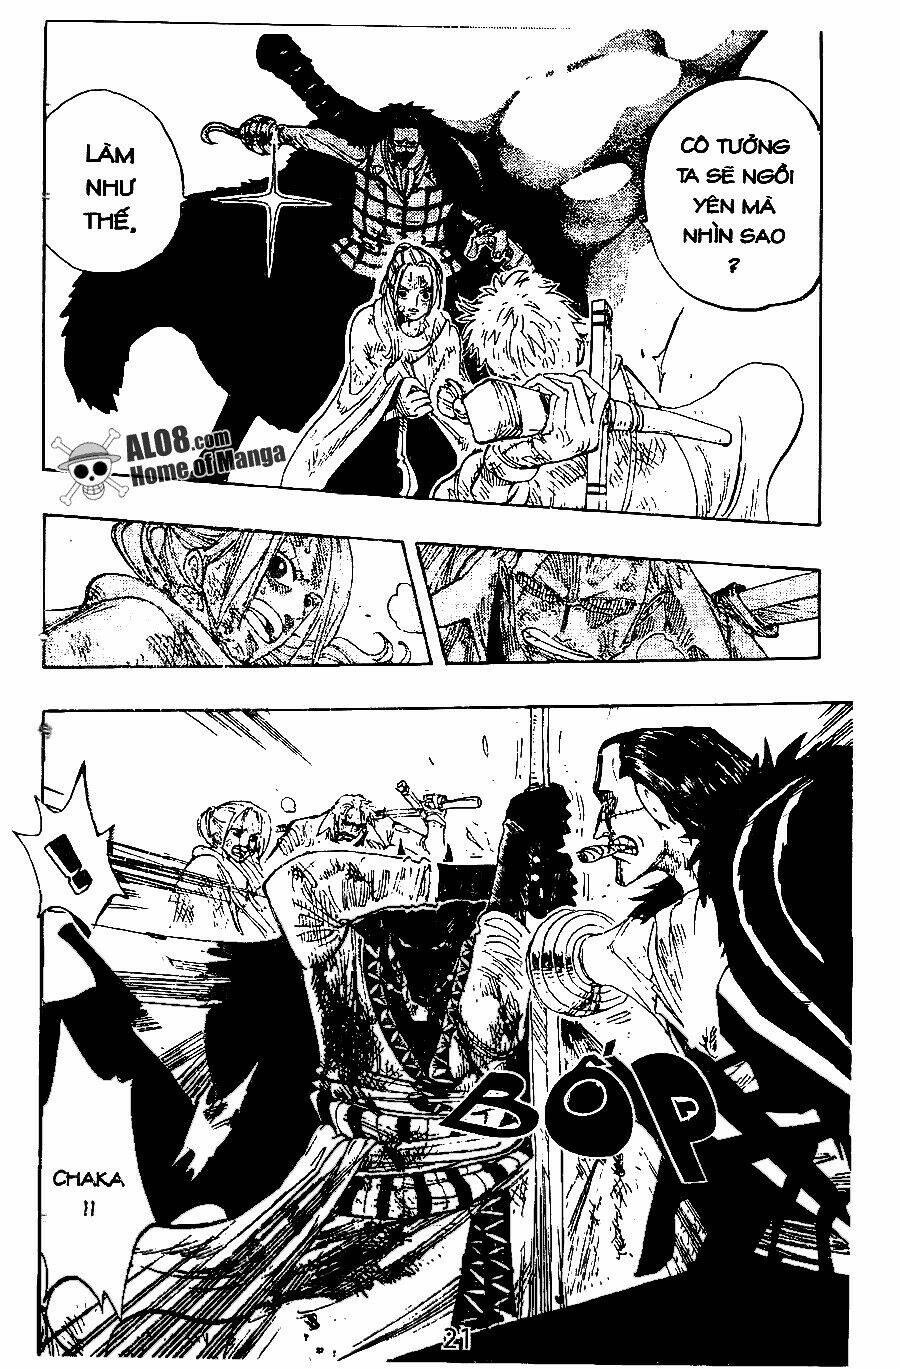 CÔ TƯỞNG
TA SẼ NGỒI
YÊN MÀ
NHÌN SAO
?
LÀM
NHƯ
THẾ.
AL08.com
Home of Manga
!!
BỐP
CHAKA
!!
21